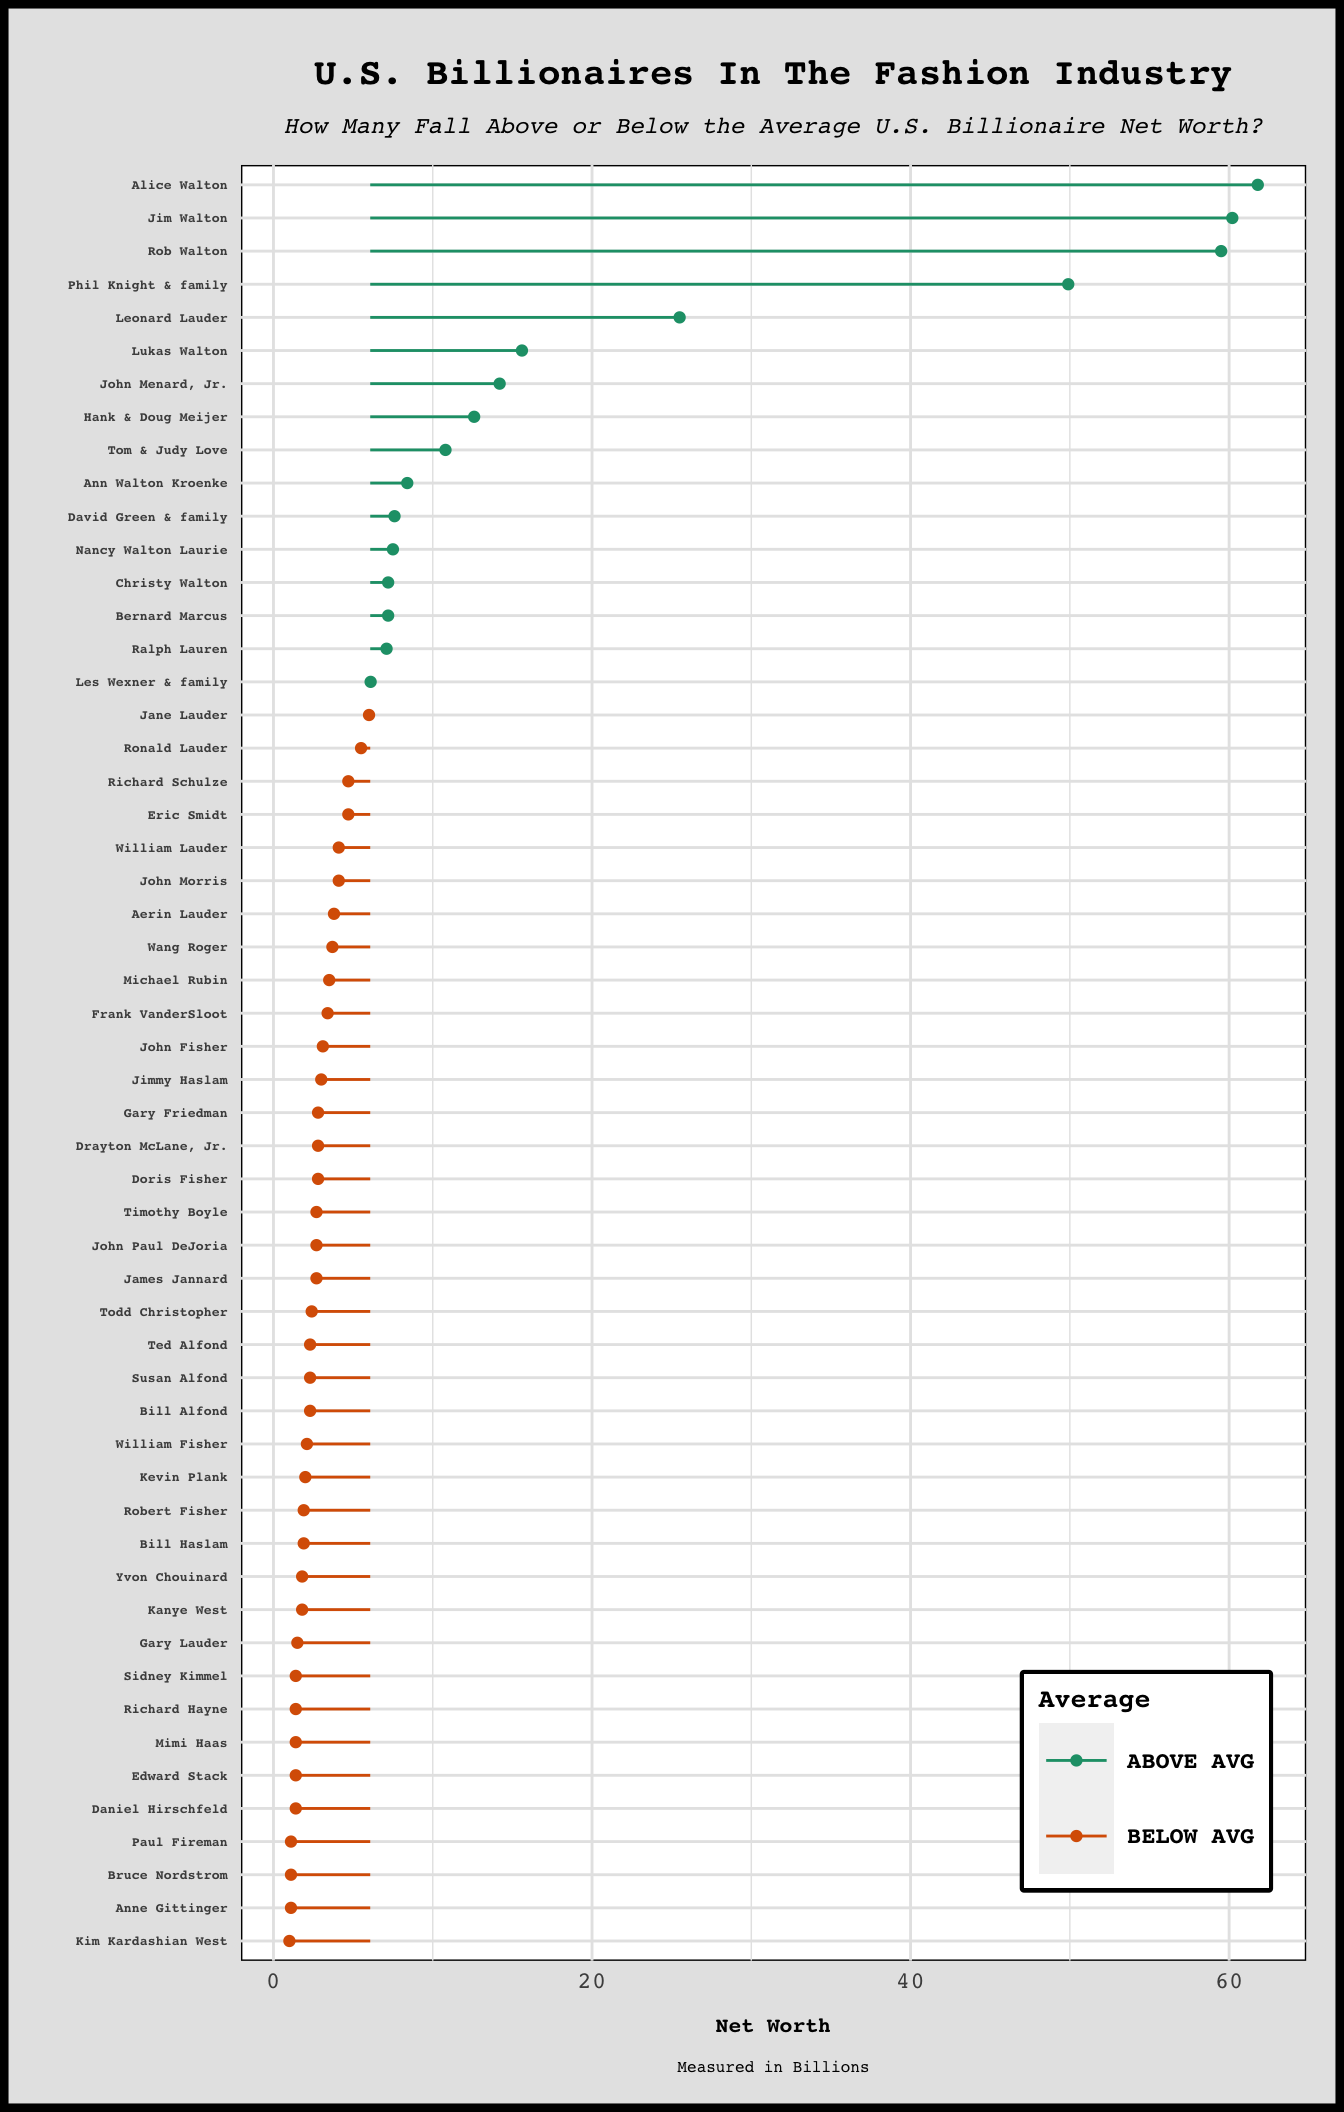 U.S. Billionaires In The Fashion Industry
How Many Fall Above or Below the Average U.S. Billionaire Net Worth?
Alice Walton
Jim Walton
Rob Walton
Phil Knight & family
Leonard Lauder
Lukas Walton
John Menard, Jr.
Hank & Doug Meijer
Tom & Judy Love
Ann Walton Kroenke
David Green & family
Nancy Walton Laurie
Christy Walton
Bernard Marcus
Ralph Lauren
Les Wexner & family
Jane Lauder
Ronald Lauder
Richard Schulze
Eric Smidt
William Lauder
John Morris
Aerin Lauder
Wang Roger
Michael Rubin
Frank VanderSloot
John Fisher
Jimmy Haslam
Gary Friedman
Drayton McLane, Jr.
Doris Fisher
Timothy Boyle
John Paul DeJoria
James Jannard
Todd Christopher
Ted Alfond
Susan Alfond
Bill Alfond
William Fisher
Kevin Plank
Robert Fisher
Bill Haslam
Yvon Chouinard
Kanye West
Gary Lauder
Sidney Kimmel
Richard Hayne
Mimi Haas
Edward Stack
Daniel Hirschfeld
Paul Fireman
Bruce Nordstrom
Anne Gittinger
Kim Kardashian West
Average
ABOVE AVG
BELOW AVG
0 20 40 60
Net Worth
Measured in Billions